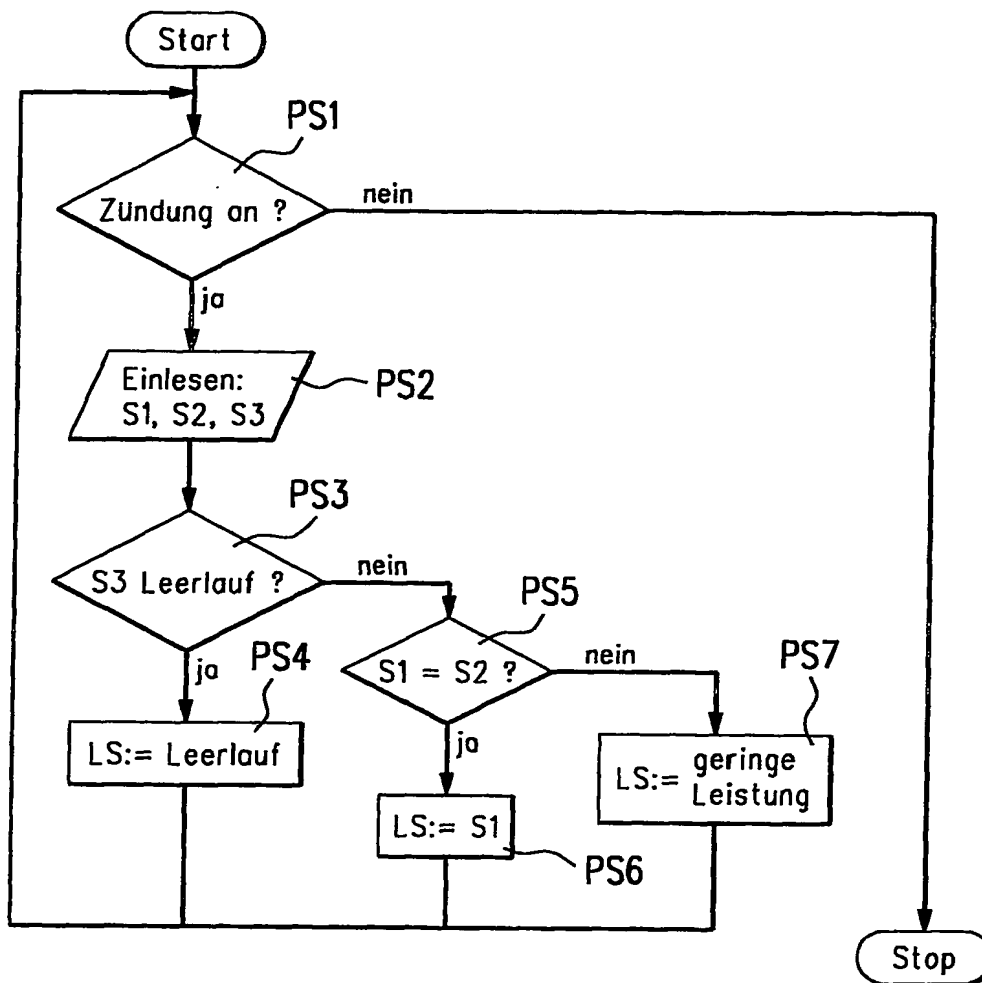 Start
PS1
Zündung an ?
nein
ja
Einlesen:
S1, S2, S3
PS2
PS3
S3 Leerlauf ?
nein
ja
PS4
LS:= Leerlauf
PS5
S1 = S2 ?
nein
ja
LS:= S1
PS6
PS7
LS:= geringe
Leistung
Stop